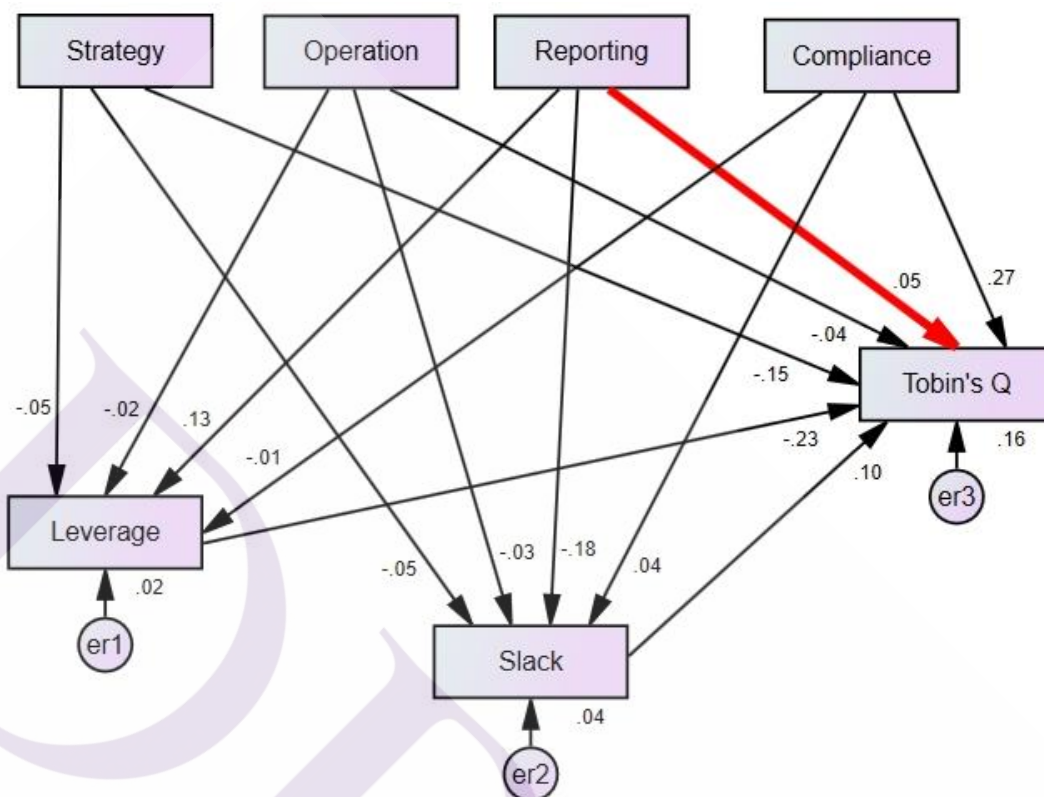 Strategy
Operation
Reporting
Compliance
.05
.27
-.04
-.15
Tobin's Q
-.05
-.02
.13
-.01
-.23
.16
.10
er3
Leverage
-.05
-.03
-.18
.04
.02
er1
Slack
.04
er2